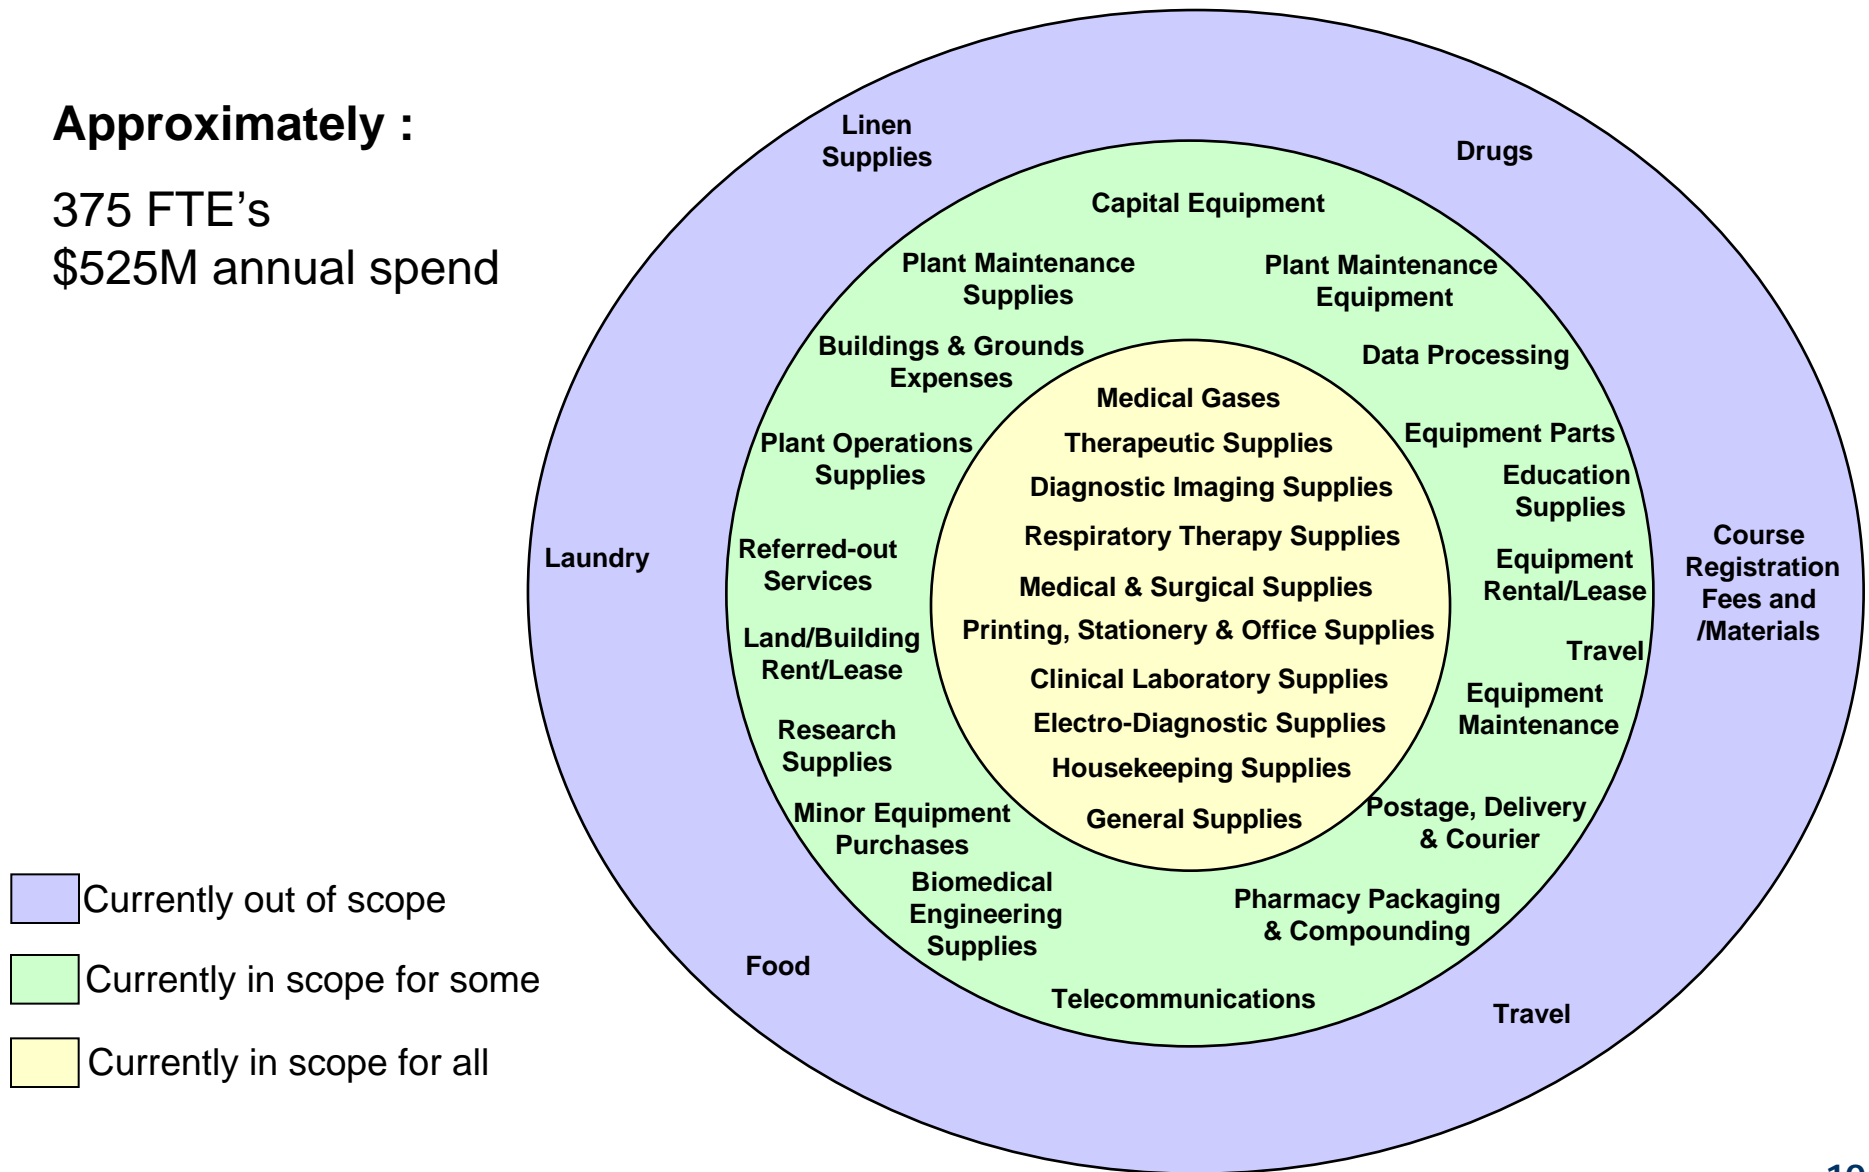 Approximately :
375 FTE’s
$525M annual spend
Linen
Supplies
Drugs
Capital Equipment
Plant Maintenance
Supplies
Plant Maintenance
Equipment
Buildings & Grounds
Expenses
Data Processing
Medical Gases
Plant Operations
Supplies
Therapeutic Supplies
Equipment Parts
Diagnostic Imaging Supplies
Education
Supplies
Respiratory Therapy Supplies
Laundry
Referred-out
Services
Equipment
Rental/Lease
Course
Registration
Fees and
/Materials
Medical & Surgical Supplies
Printing, Stationery & Office Supplies
Land/Building
Rent/Lease
Travel
Clinical Laboratory Supplies
Equipment
Maintenance
Electro-Diagnostic Supplies
Research
Supplies
Housekeeping Supplies
Minor Equipment
Purchases
General Supplies
Postage, Delivery
& Courier
Biomedical
Engineering
Supplies
Pharmacy Packaging
& Compounding
Food
Telecommunications
Travel
Currently out of scope
Currently in scope for some
Currently in scope for all